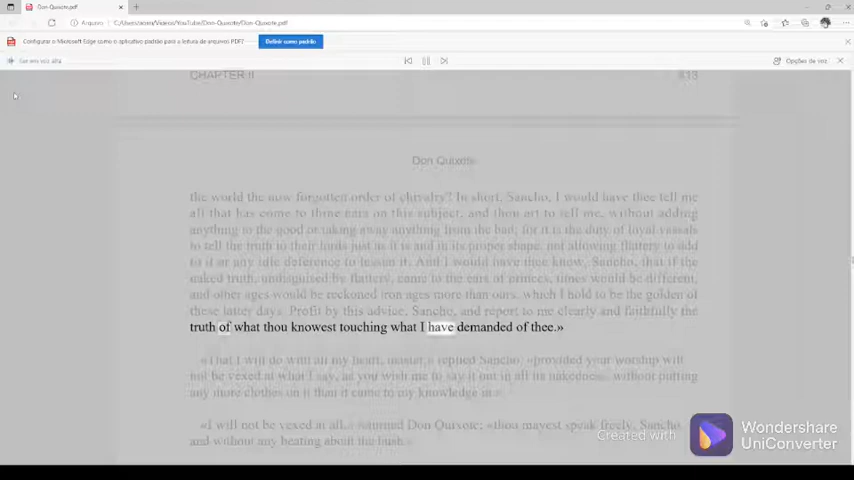 Don-Quixote.pdf
Arquivo
C:/Users/
/Videos/YouTube/Don-Quixote/Don-Quixote.pdf
Configurar o Microsoft Edge como o aplicativo padrão para a leitura de arquivos PDF?
Definir como padrão
Ler em voz alta
Opções de voz
CHAPTER II
813
Don Quixote
the world the now forgotten order of chivalry? In short, Sancho, I would have thee tell me
all that has come to thine ears on this subject; and thou art to tell me, without adding
anything to the good or taking away anything from the bad; for it is the duty of loyal vassals
to tell the truth to their lords just as it is and in its proper shape, not allowing flattery to add
to it or any idle deference to lessen it. And I would have thee know, Sancho, that if the
naked truth, undisguised by flattery, came to the ears of princes, times would be different,
and other ages would be reckoned iron ages more than ours, which I hold to be the golden of
these latter days. Profit by this advice, Sancho, and report to me clearly and faithfully the
truth of what thou knowest touching what I have demanded of thee.»
«That I will do with all my heart, master,» replied Sancho, «provided your worship will
not be vexed at what I say, as you wish me to say it out in all its nakedness, without putting
any more clothes on it than it came to my knowledge in.»
«I will not be vexed at all,» returned Don Quixote; «thou mayest speak freely, Sancho,
and without any beating about the bush.»
Created with
Wondershare
UniConverter